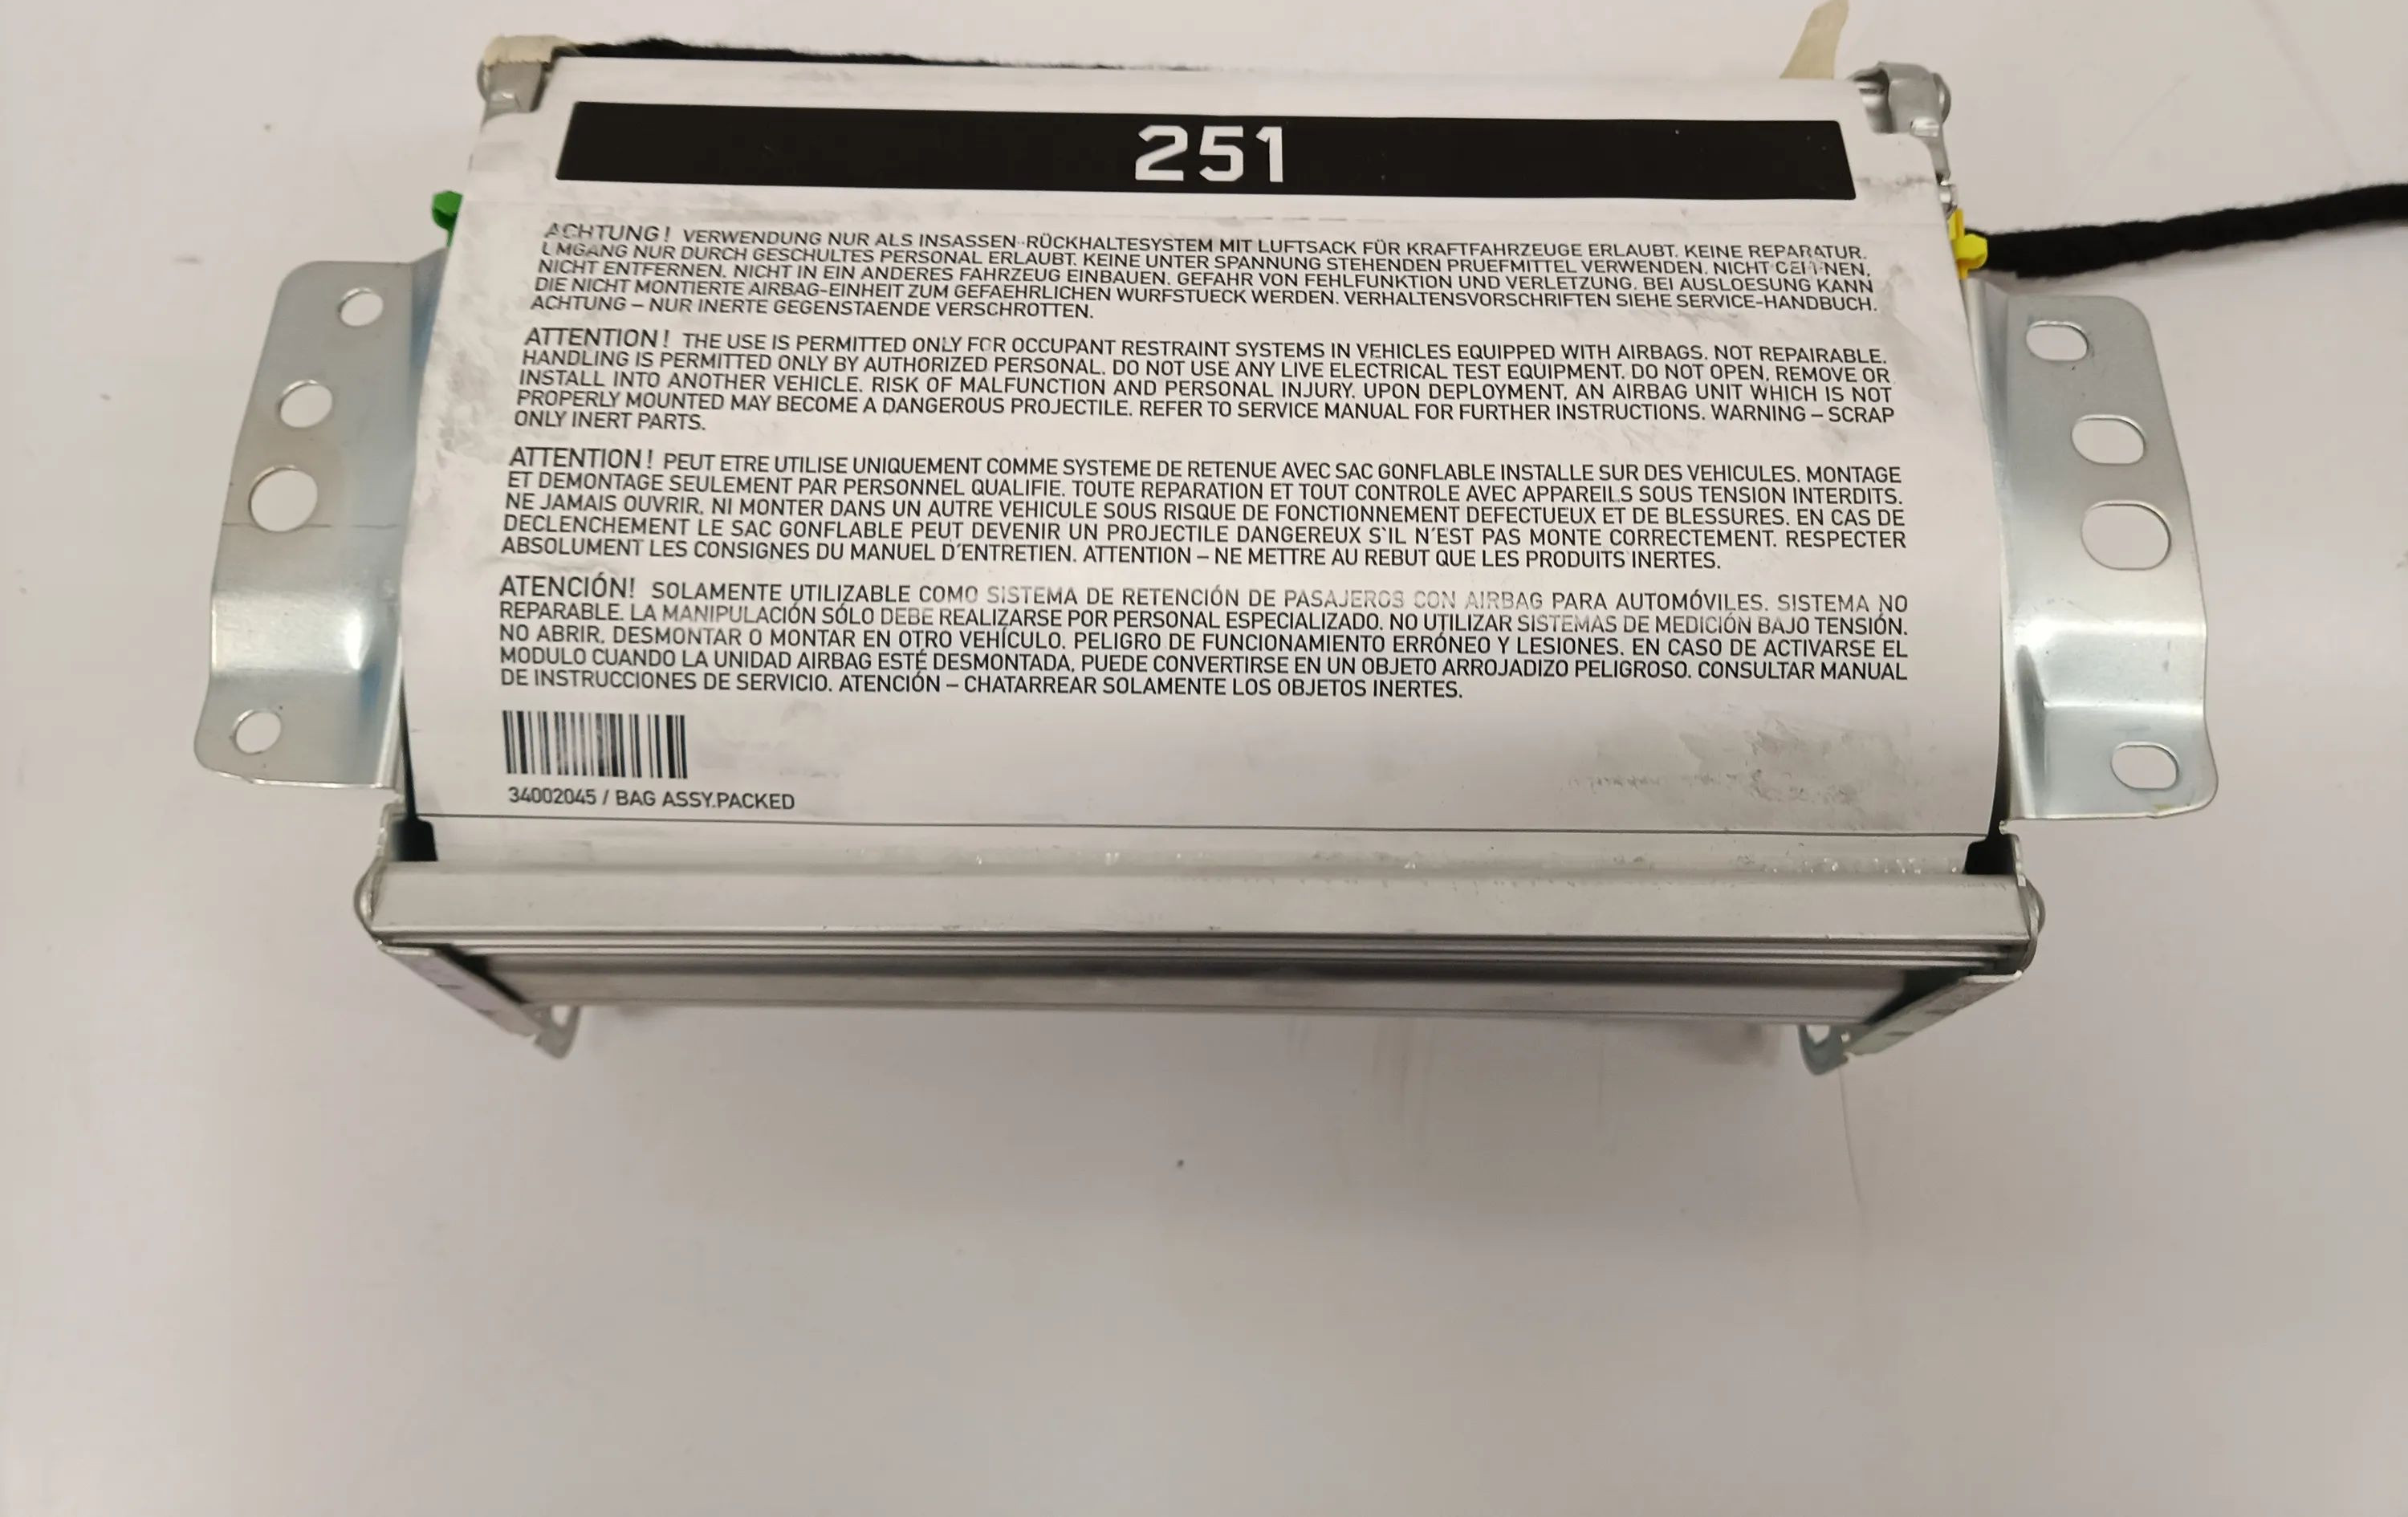 251
ACHTUNG! VERWENDUNG NUR ALS INSASSEN-RÜCKHALTESYSTEM MIT LUFTSACK FÜR KRAFTFAHRZEUGE ERLAUBT. KEINE REPARATUR.
UMGANG NUR DURCH GESCHULTES PERSONAL ERLAUBT. KEINE UNTER SPANNUNG STEHENDEN PRUEFMITTEL VERWENDEN. NICHT OEFFNEN,
NICHT ENTFERNEN. NICHT IN EIN ANDERES FAHRZEUG EINBAUEN. GEFAHR VON FEHLFUNKTION UND VERLETZUNG. BEI AUSLOESUNG KANN
DIE NICHT MONTIERTE AIRBAG-EINHEIT ZUM GEFAEHRLICHEN WURFSTUECK WERDEN. VERHALTENSVORSCHRIFTEN SIEHE SERVICE-HANDBUCH.
ACHTUNG – NUR INERTE GEGENSTAENDE VERSCHROTTEN.
ATTENTION! THE USE IS PERMITTED ONLY FOR OCCUPANT RESTRAINT SYSTEMS IN VEHICLES EQUIPPED WITH AIRBAGS. NOT REPAIRABLE.
HANDLING IS PERMITTED ONLY BY AUTHORIZED PERSONAL. DO NOT USE ANY LIVE ELECTRICAL TEST EQUIPMENT. DO NOT OPEN, REMOVE OR
INSTALL INTO ANOTHER VEHICLE. RISK OF MALFUNCTION AND PERSONAL INJURY. UPON DEPLOYMENT, AN AIRBAG UNIT WHICH IS NOT
PROPERLY MOUNTED MAY BECOME A DANGEROUS PROJECTILE. REFER TO SERVICE MANUAL FOR FURTHER INSTRUCTIONS. WARNING – SCRAP
ONLY INERT PARTS.
ATTENTION! PEUT ETRE UTILISE UNIQUEMENT COMME SYSTEME DE RETENUE AVEC SAC GONFLABLE INSTALLE SUR DES VEHICULES. MONTAGE
ET DEMONTAGE SEULEMENT PAR PERSONNEL QUALIFIE. TOUTE REPARATION ET TOUT CONTROLE AVEC APPAREILS SOUS TENSION INTERDITS.
NE JAMAIS OUVRIR, NI MONTER DANS UN AUTRE VEHICULE SOUS RISQUE DE FONCTIONNEMENT DEFECTUEUX ET DE BLESSURES. EN CAS DE
DECLENCHEMENT LE SAC GONFLABLE PEUT DEVENIR UN PROJECTILE DANGEREUX S'IL N'EST PAS MONTE CORRECTEMENT. RESPECTER
ABSOLUMENT LES CONSIGNES DU MANUEL D'ENTRETIEN. ATTENTION – NE METTRE AU REBUT QUE LES PRODUITS INERTES.
ATENCIÓN! SOLAMENTE UTILIZABLE COMO SISTEMA DE RETENCIÓN DE PASAJEROS CON AIRBAG PARA AUTOMÓVILES. SISTEMA NO
REPARABLE. LA MANIPULACIÓN SÓLO DEBE REALIZARSE POR PERSONAL ESPECIALIZADO. NO UTILIZAR SISTEMAS DE MEDICIÓN BAJO TENSIÓN.
NO ABRIR, DESMONTAR O MONTAR EN OTRO VEHÍCULO. PELIGRO DE FUNCIONAMIENTO ERRÓNEO Y LESIONES. EN CASO DE ACTIVARSE EL
MODULO CUANDO LA UNIDAD AIRBAG ESTÉ DESMONTADA, PUEDE CONVERTIRSE EN UN OBJETO ARROJADIZO PELIGROSO. CONSULTAR MANUAL
DE INSTRUCCIONES DE SERVICIO. ATENCIÓN – CHATARREAR SOLAMENTE LOS OBJETOS INERTES.
34002045 / BAG ASSY.PACKED